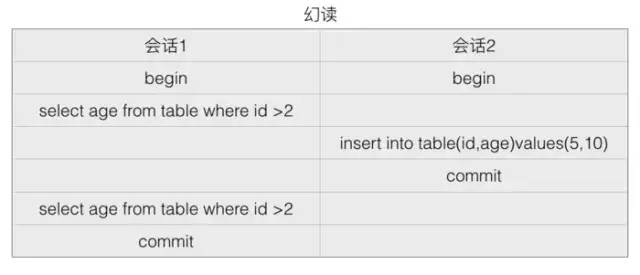 幻读
会话1 会话2
begin begin
select age from table where id >2
insert into table(id,age)values(5,10)
commit
select age from table where id >2
commit